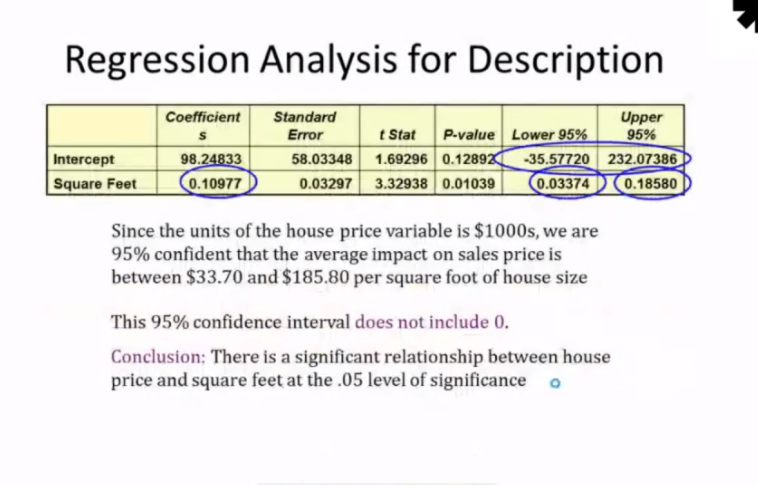 Regression Analysis for Description
Coefficient s Standard Error t Stat P-value Lower 95% Upper 95%
Intercept 98.24833 58.03348 1.69296 0.12892 -35.57720 232.07386
Square Feet 0.10977 0.03297 3.32938 0.01039 0.03374 0.18580
Since the units of the house price variable is $1000s, we are
95% confident that the average impact on sales price is
between $33.70 and $185.80 per square foot of house size
This 95% confidence interval does not include 0.
Conclusion: There is a significant relationship between house
price and square feet at the .05 level of significance